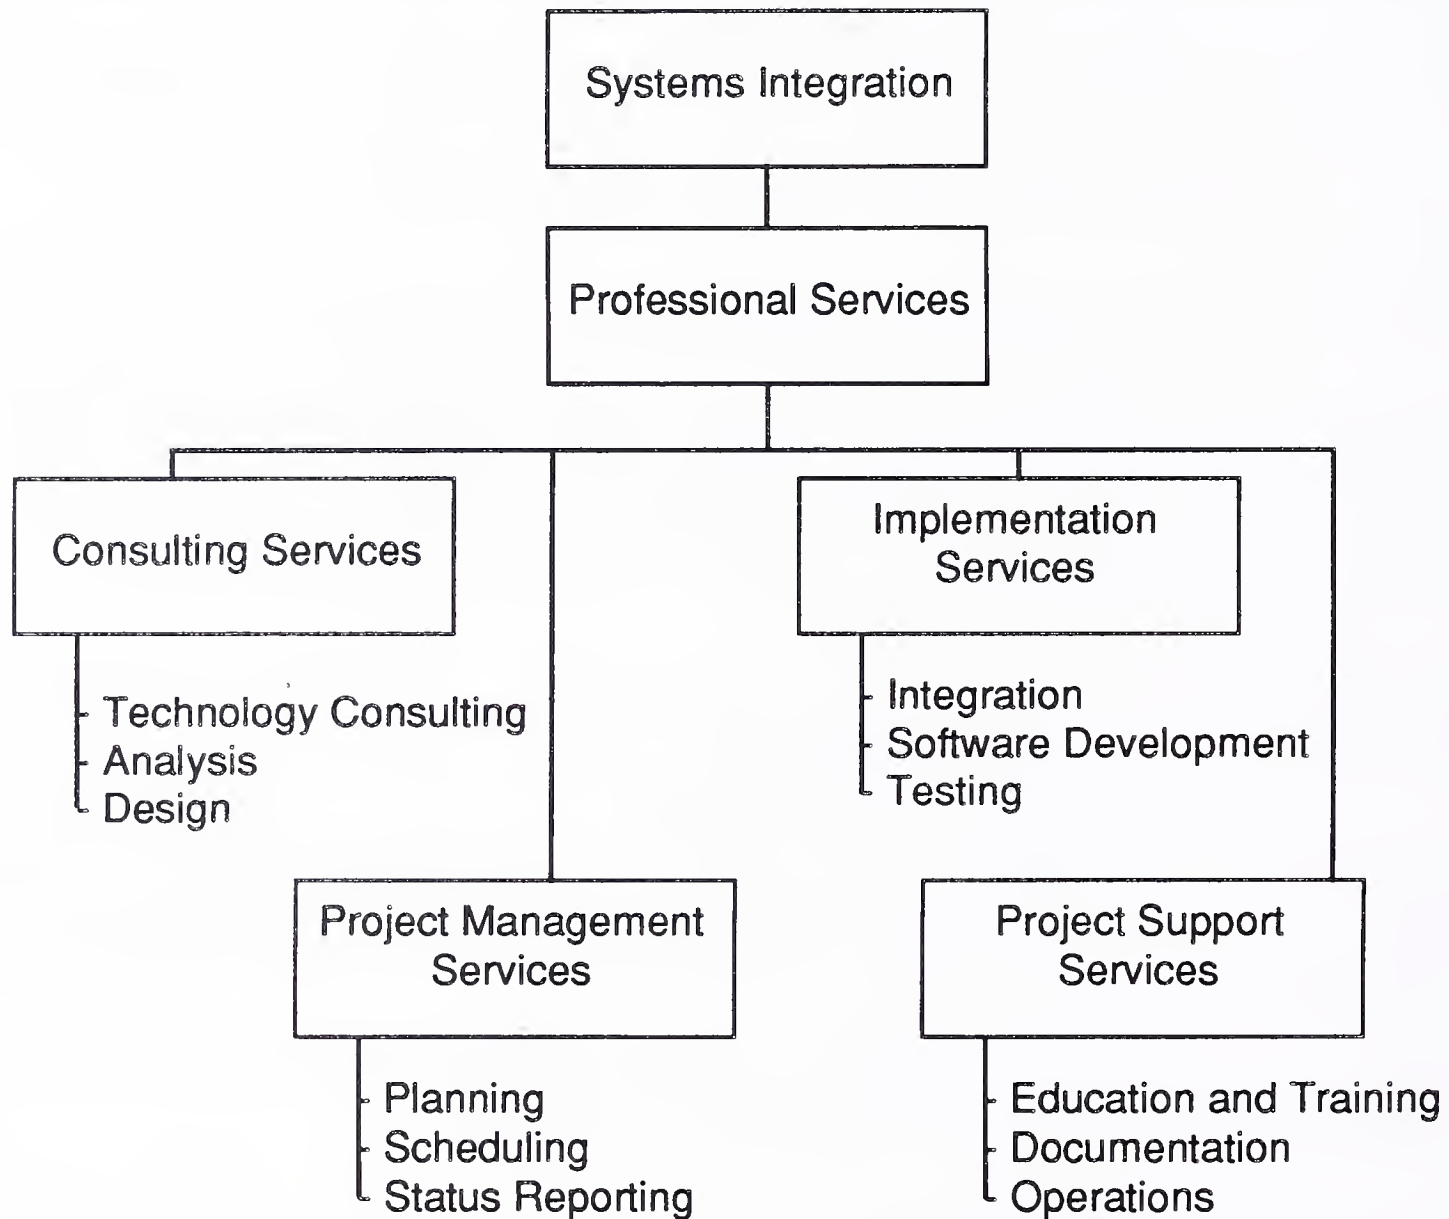 Systems Integration
Professional Services
Consulting Services
Technology Consulting
Analysis
Design
Implementation
Services
Integration
Software Development
Testing
Project Management
Services
Planning
Scheduling
Status Reporting
Project Support
Services
Education and Training
Documentation
Operations